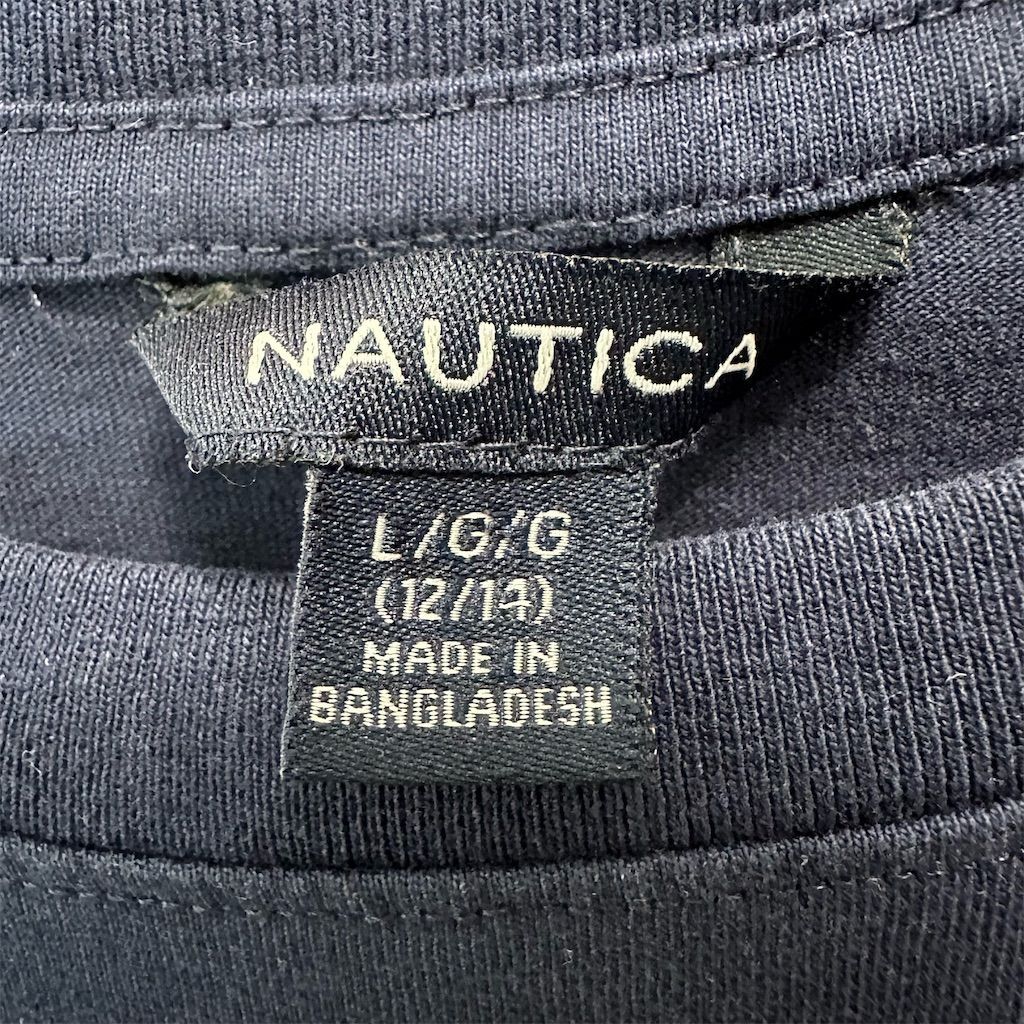 NAUTICA
L/G/G
(12/14)
MADE IN
BANGLADESH